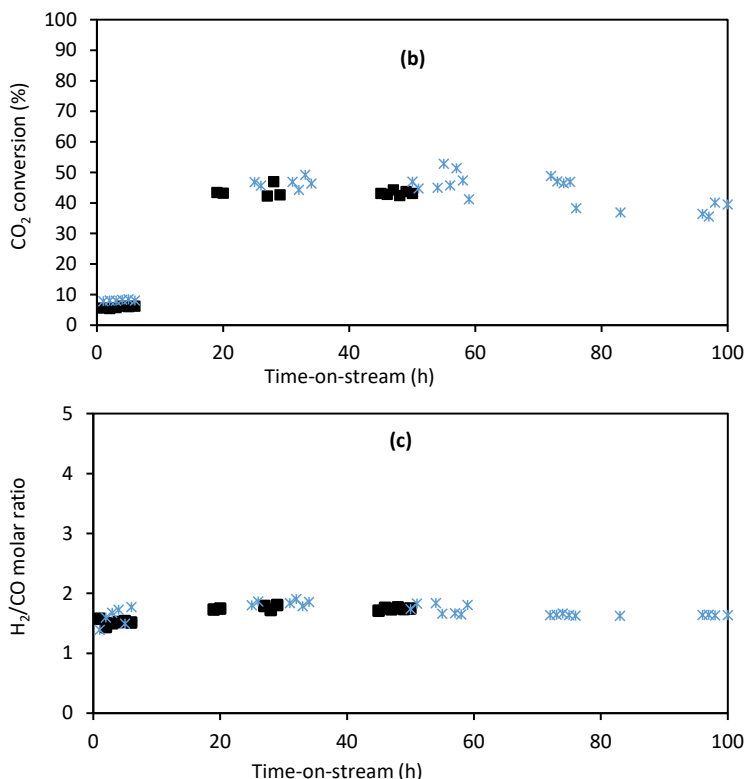 (b)
CO₂ conversion (%)
100
90
80
70
60
50
40
30
20
10
0
0 20 40 60 80 100
Time-on-stream (h)
(c)
H₂/CO molar ratio
5
4
3
2
1
0
0 20 40 60 80 100
Time-on-stream (h)